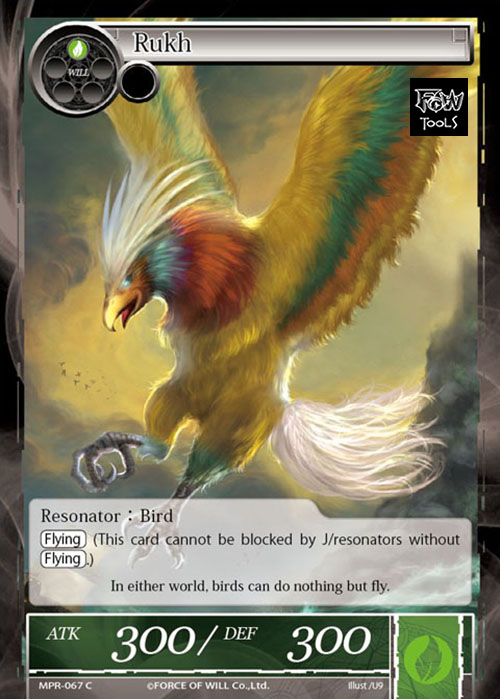 Rukh
WILL
FOW
TOOLS
Resonator : Bird
Flying (This card cannot be blocked by J/resonators without
Flying.)
In either world, birds can do nothing but fly.
ATK 300/ DEF 300
MPR-067 C ©FORCE OF WILL Co.,Ltd. Illust/U9